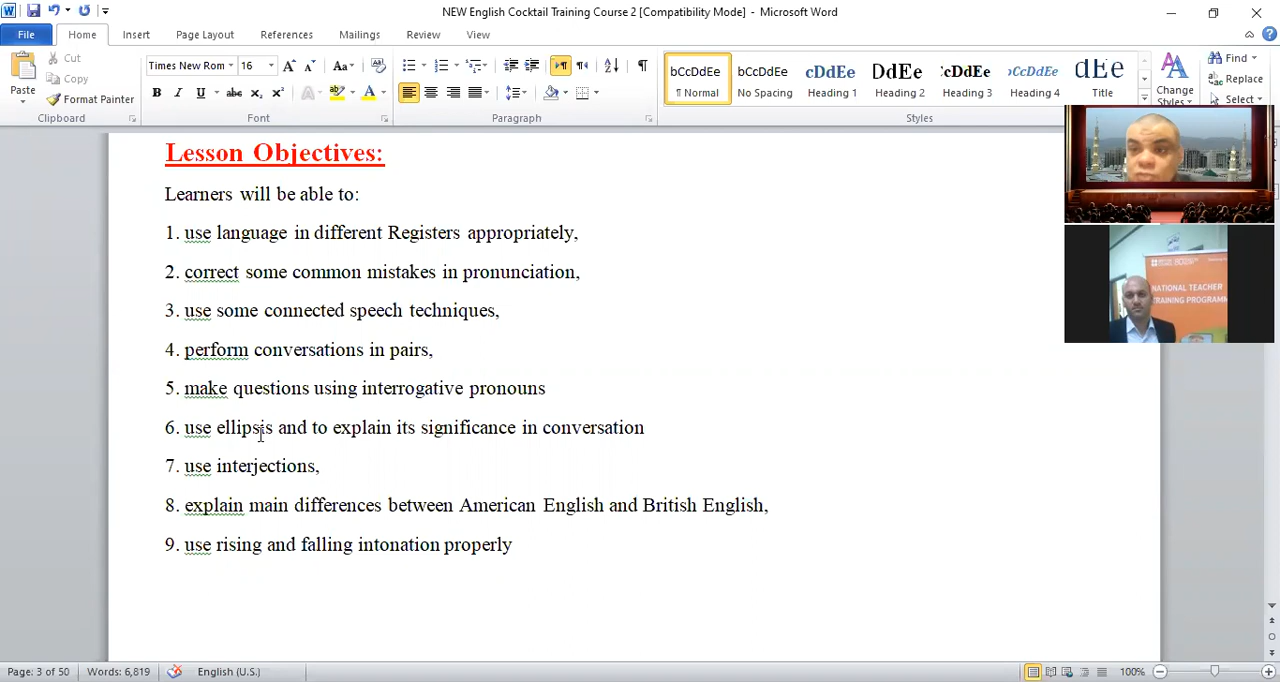 NEW English Cocktail Training Course 2 [Compatibility Mode] - Microsoft Word
File Home Insert Page Layout References Mailings Review View
Paste
Cut
Copy
Format Painter
Clipboard
Times New Rom 16
Font
Paragraph
bCcDdEe bCcDdEe cDdEe DdEe cDdEe cCcDdEe dEe
¶ Normal No Spacing Heading 1 Heading 2 Heading 3 Heading 4 Title
Change
Styles
Styles
Find
Replace
Select
Lesson Objectives:
Learners will be able to:
1. use language in different Registers appropriately,
2. correct some common mistakes in pronunciation,
3. use some connected speech techniques,
4. perform conversations in pairs,
5. make questions using interrogative pronouns
6. use ellipsis and to explain its significance in conversation
7. use interjections,
8. explain main differences between American English and British English,
9. use rising and falling intonation properly
NATIONAL TEACHER
TRAINING PROGRAMM
Page: 3 of 50 Words: 6,819 English (U.S.) 100%